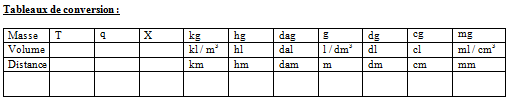 Tableaux de conversion :
Masse T q X kg hg dag g dg cg mg
Volume kl / m³ hl dal l / dm³ dl cl ml / cm³
Distance km hm dam m dm cm mm